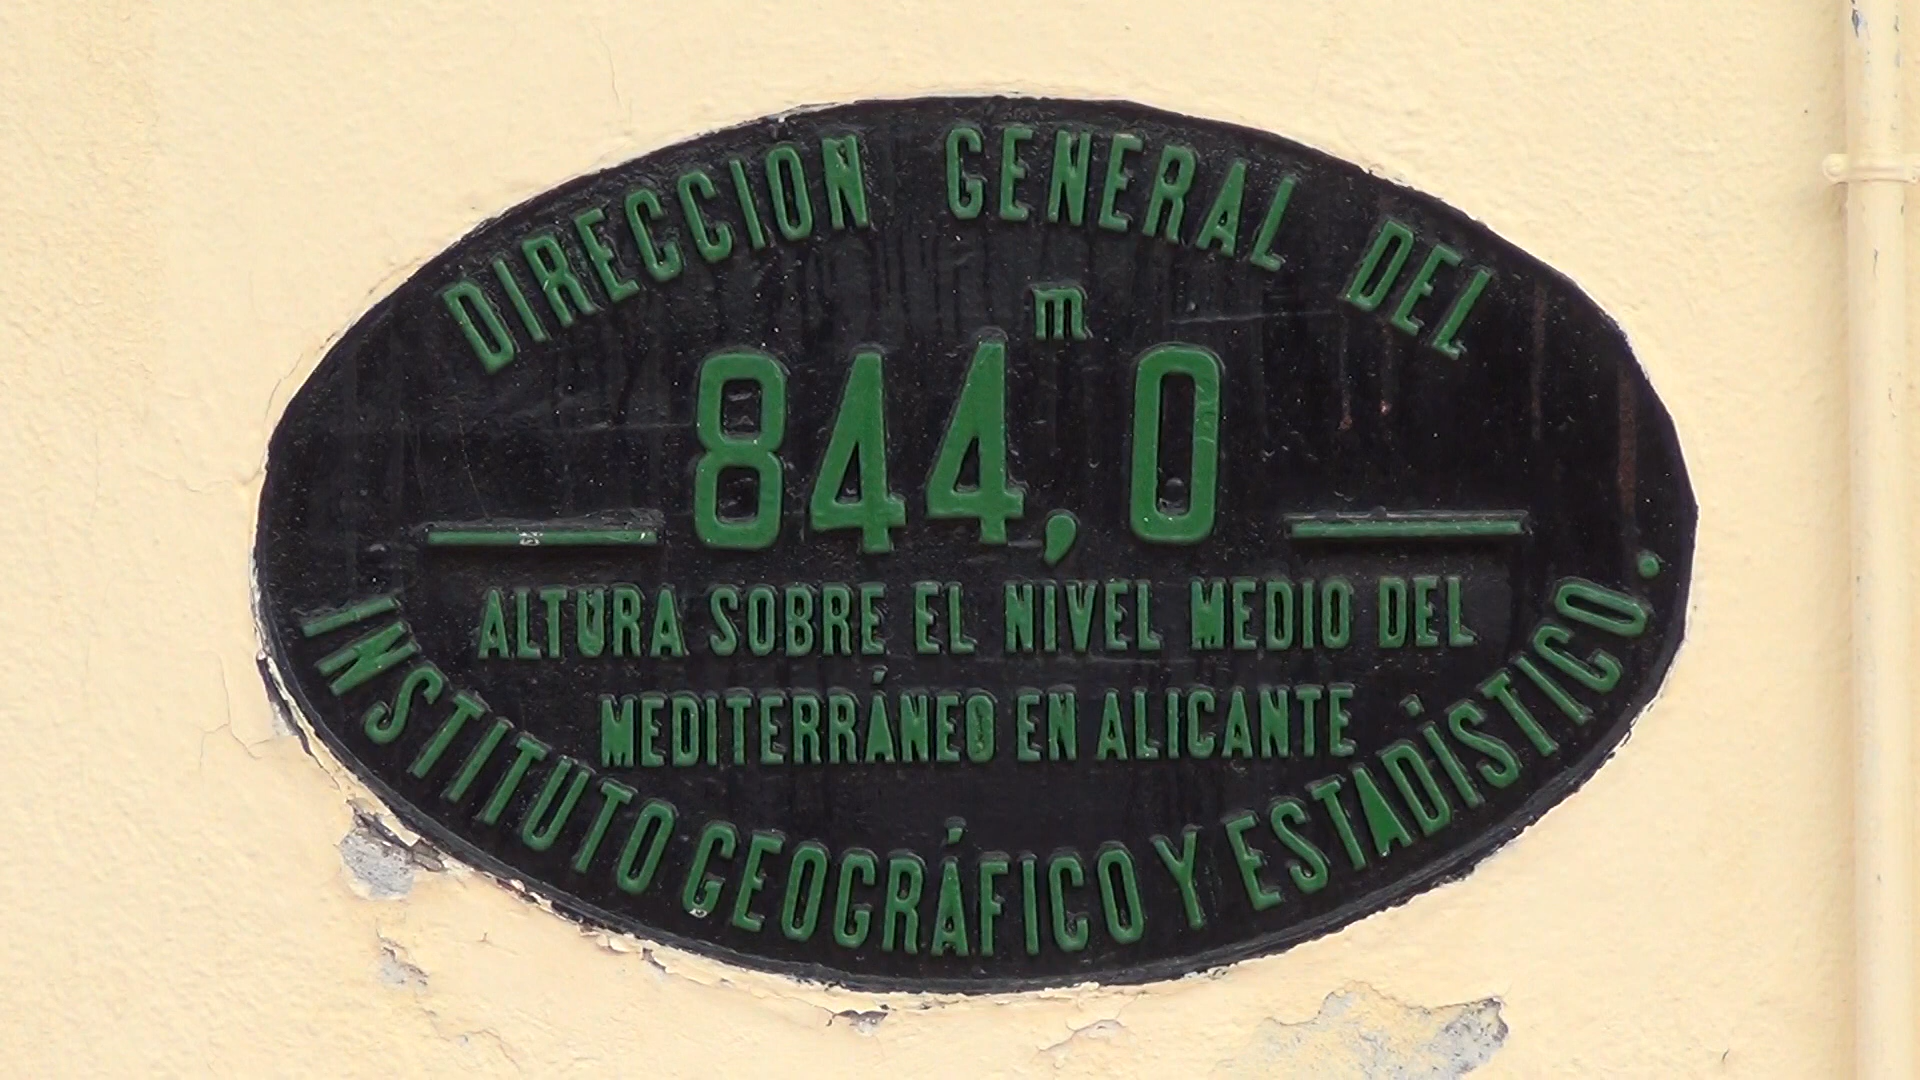 DIRECCION GENERAL DEL
m
844,0
ALTURA SOBRE EL NIVEL MEDIO DEL
MEDITERRÁNEO EN ALICANTE
INSTITUTO GEOGRÁFICO Y ESTADÍSTICO.